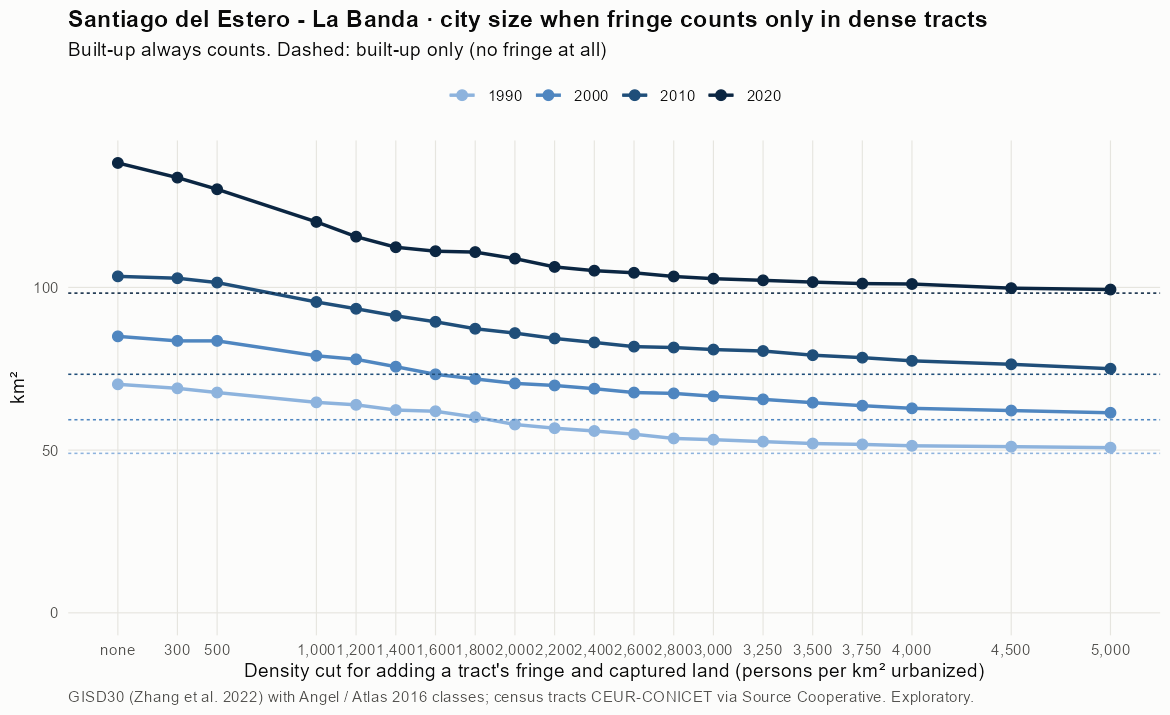 Santiago del Estero - La Banda · city size when fringe counts only in dense tracts
Built-up always counts. Dashed: built-up only (no fringe at all)
1990 2000 2010 2020
100
50
0
km²
none 300 500 1,000 1,200 1,400 1,600 1,800 2,000 2,200 2,400 2,600 2,800 3,000 3,250 3,500 3,750 4,000 4,500 5,000
Density cut for adding a tract's fringe and captured land (persons per km² urbanized)
GISD30 (Zhang et al. 2022) with Angel / Atlas 2016 classes; census tracts CEUR-CONICET via Source Cooperative. Exploratory.